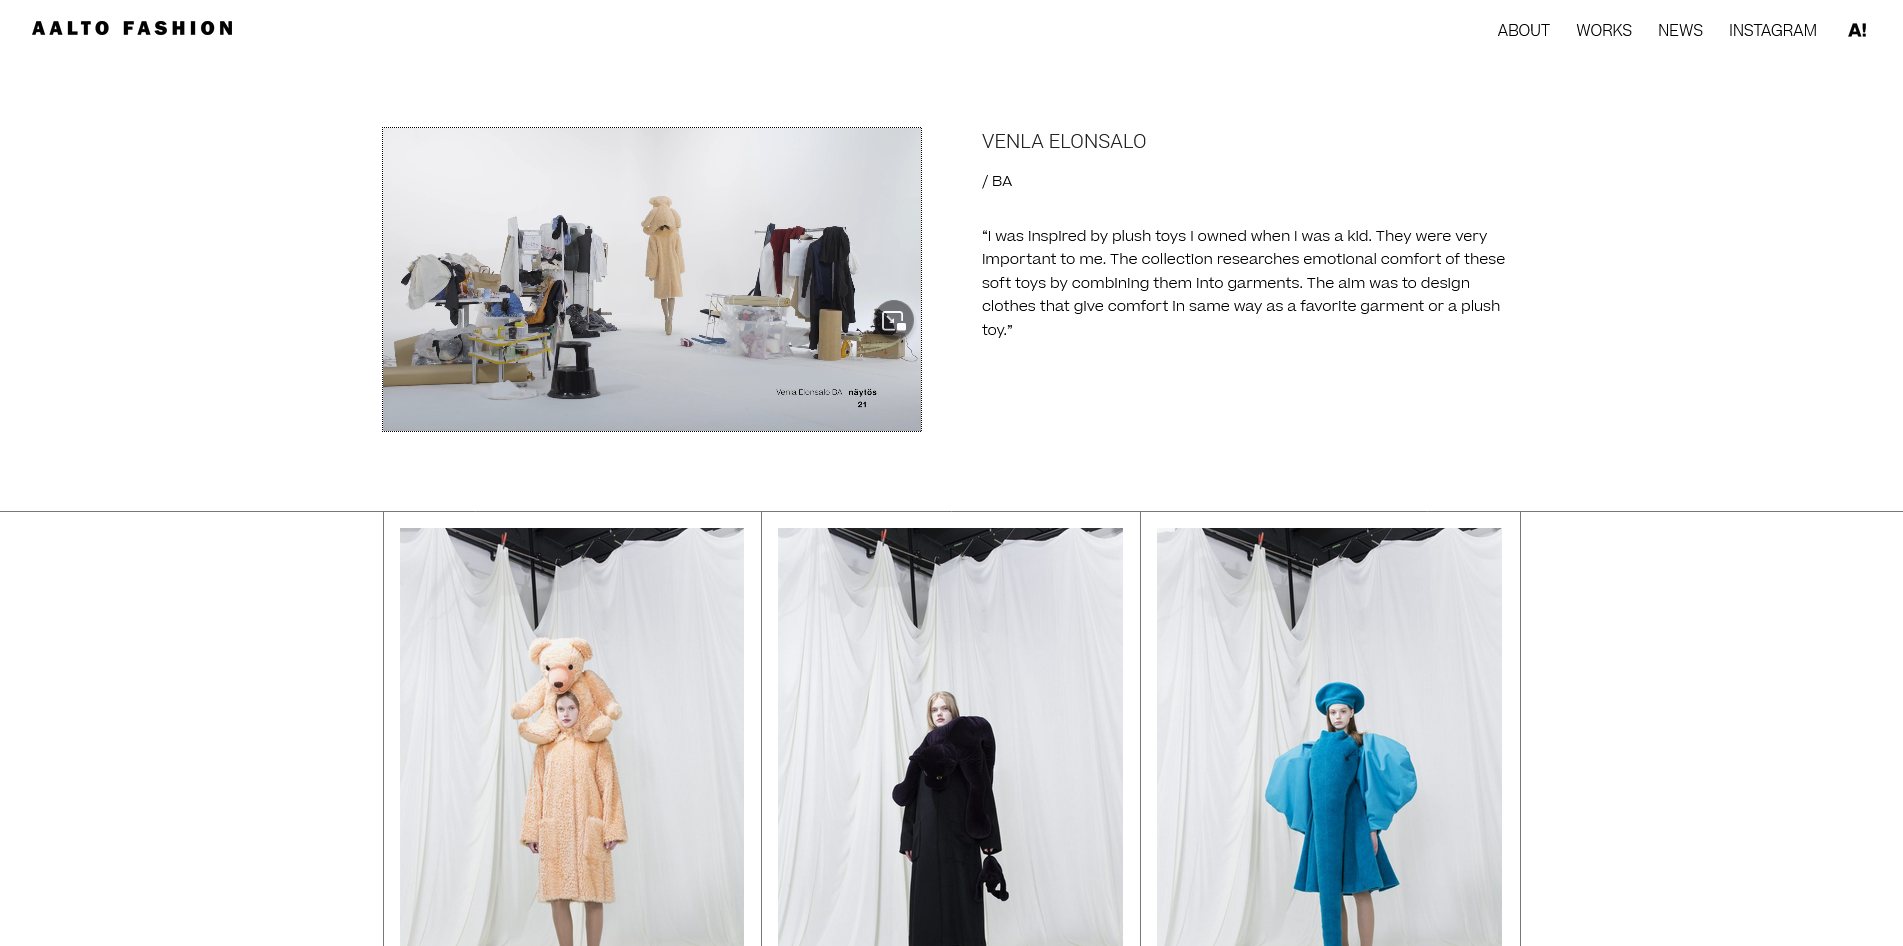 AALTO FASHION
ABOUT WORKS NEWS INSTAGRAM A!
VENLA ELONSALO
/ BA
“I was inspired by plush toys I owned when I was a kid. They were very
important to me. The collection researches emotional comfort of these
soft toys by combining them into garments. The aim was to design
clothes that give comfort in same way as a favorite garment or a plush
toy.”
Venla Elonsalo BA näytös
21